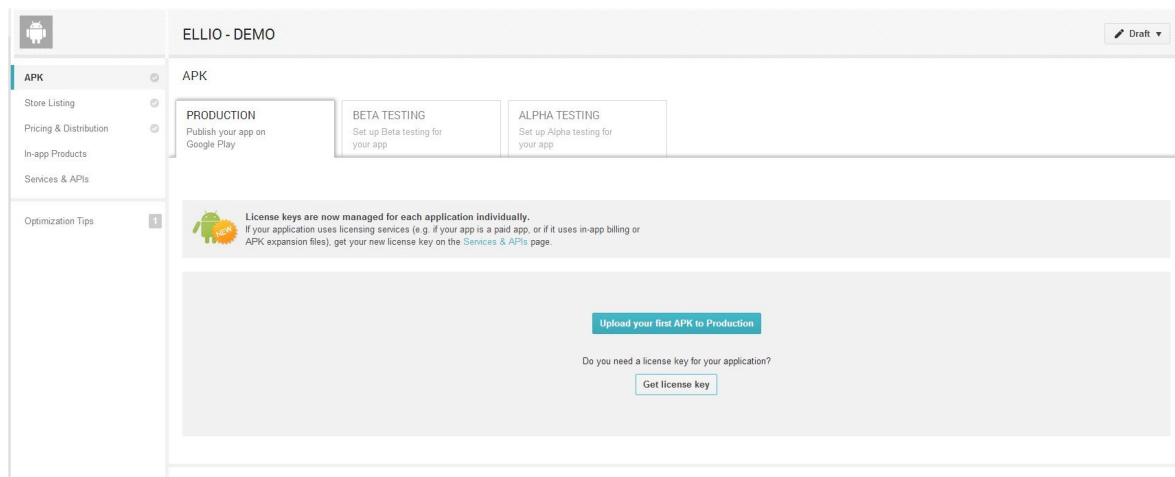 ELLIO - DEMO
Draft
APK
Store Listing
Pricing & Distribution
In-app Products
Services & APIs
Optimization Tips
1
APK
PRODUCTION
Publish your app on
Google Play
BETA TESTING
Set up Beta testing for
your app
ALPHA TESTING
Set up Alpha testing for
your app
NEW
License keys are now managed for each application individually.
If your application uses licensing services (e.g. if your app is a paid app, or if it uses in-app billing or
APK expansion files), get your new license key on the Services & APIs page.
Upload your first APK to Production
Do you need a license key for your application?
Get license key